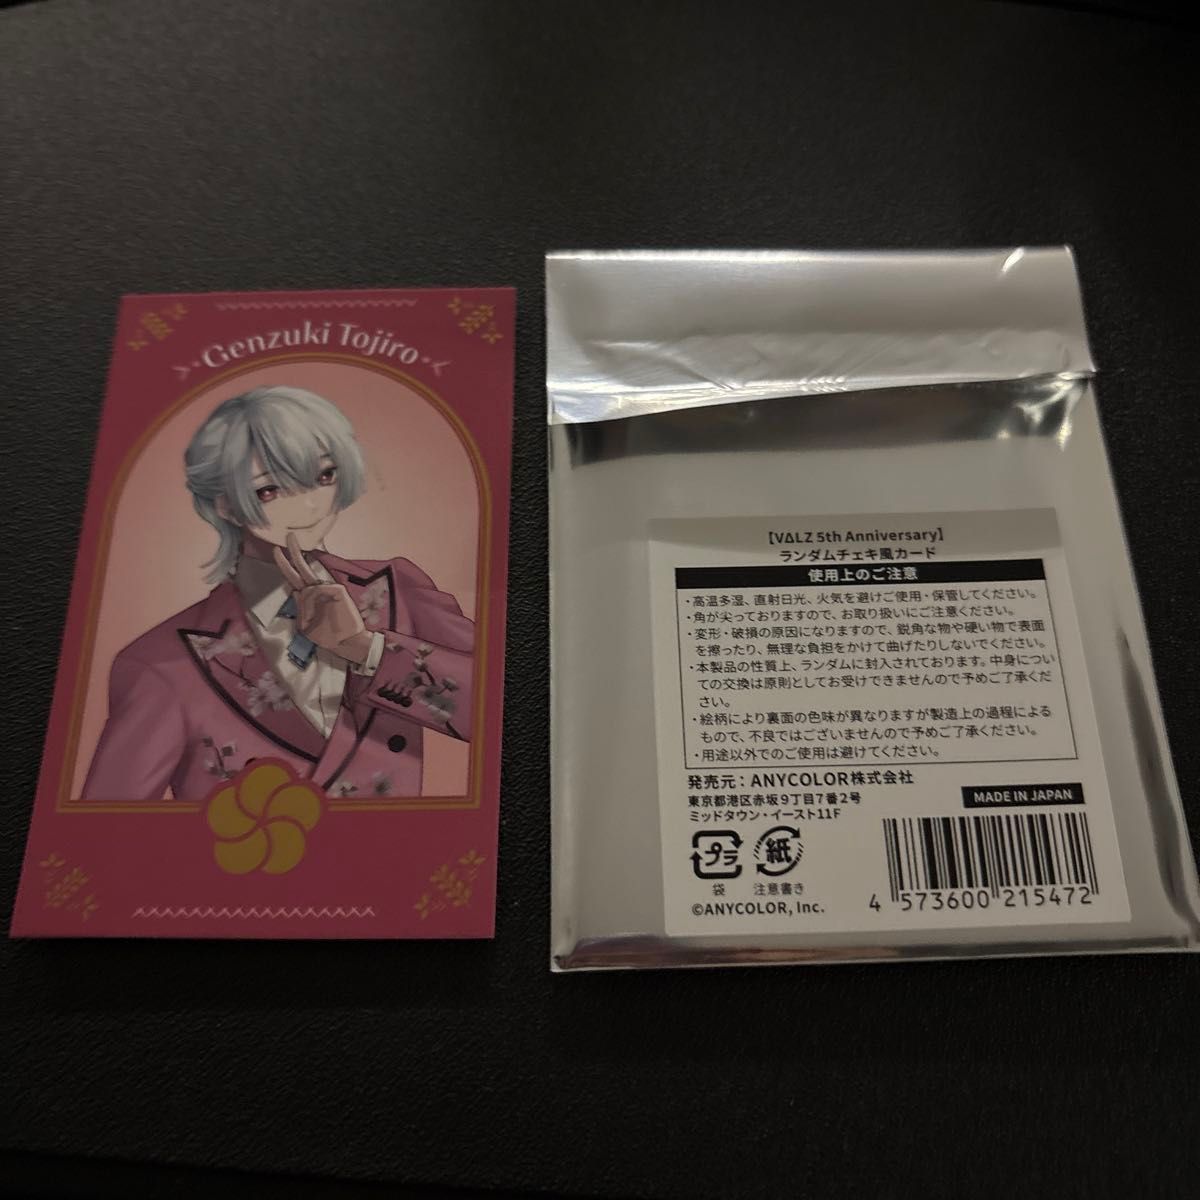 Genzuki Tojiro
【VΔLZ 5th Anniversary】
ランダムチェキ風カード
使用上のご注意
・高温多湿、直射日光、火気を避けご使用・保管してください。
・角が尖っておりますので、お取り扱いにご注意ください。
・変形・破損の原因になりますので、鋭角な物や硬い物で表面
を擦ったり、無理な負担をかけて曲げたりしないでください。
・本製品の性質上、ランダムに封入されております。中身につい
ての交換は原則としてお受けできませんので予めご了承くだ
さい。
・絵柄により裏面の色味が異なりますが製造上の過程による
もので、不良ではございませんので予めご了承ください。
・用途以外でのご使用は避けてください。
発売元：ANYCOLOR株式会社
東京都港区赤坂9丁目7番2号
ミッドタウン・イースト11F
MADE IN JAPAN
プラ
紙
袋
注意書き
©ANYCOLOR, Inc.
4 573600 215472